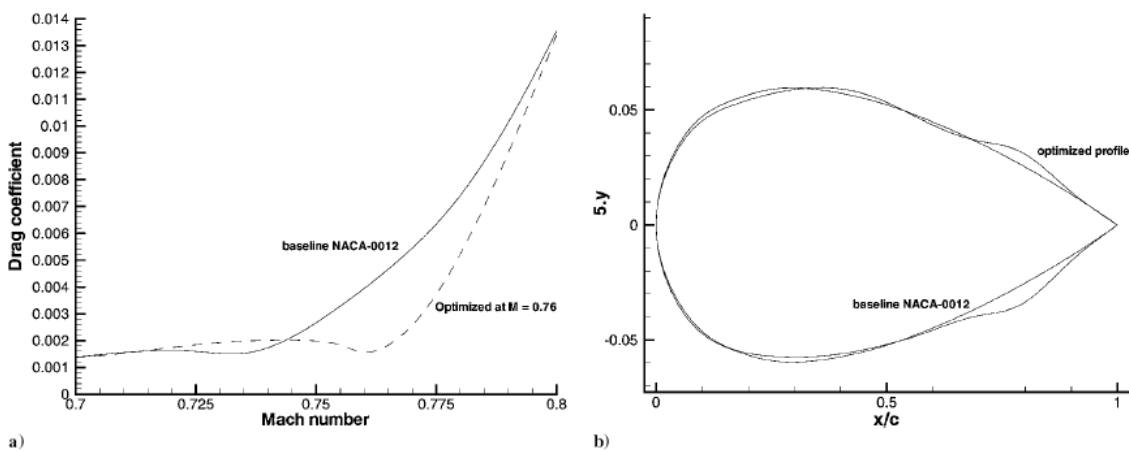 0.014
0.013
0.012
0.011
0.01
0.009
0.008
0.007
0.006
0.005
0.004
0.003
0.002
0.001
0
Drag coefficient
baseline NACA-0012
Optimized at M = 0.76
0.7 0.725 0.75 0.775 0.8
Mach number
a)
0.05
0
-0.05
5.y
optimized profile
baseline NACA-0012
0 0.5 1
x/c
b)